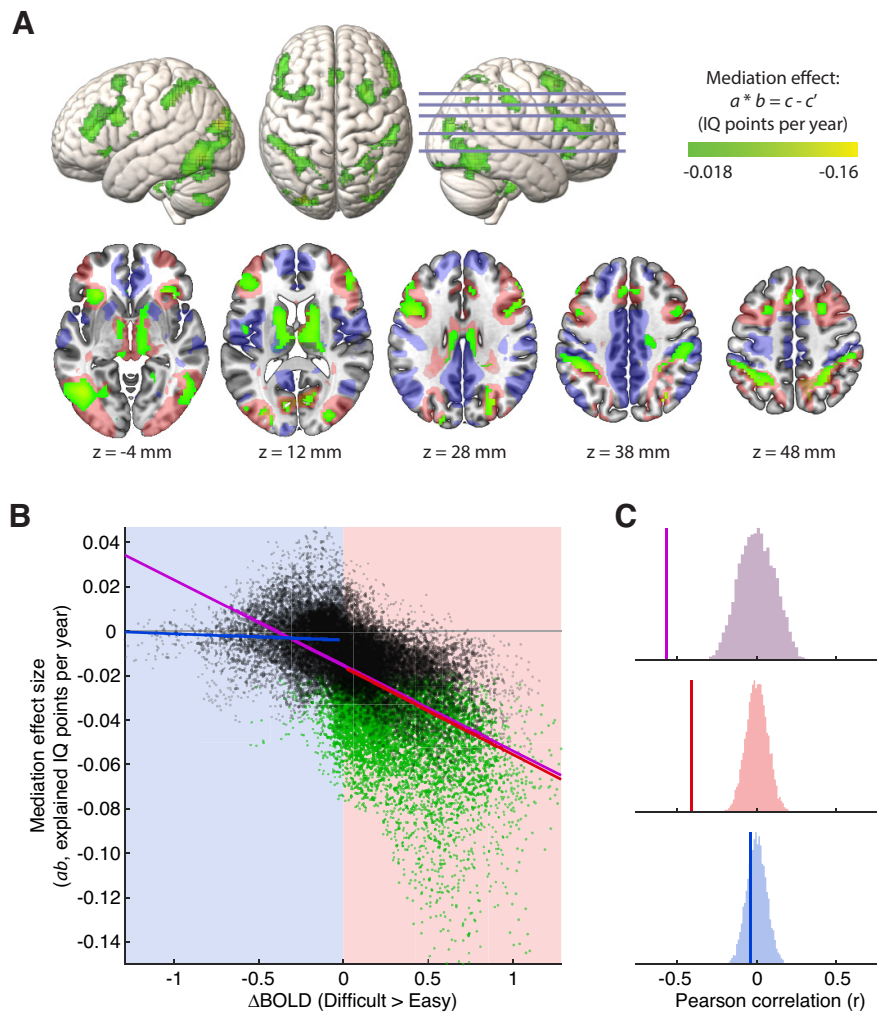 A
Mediation effect:
a * b = c - c'
(IQ points per year)
-0.018 -0.16
z = -4 mm z = 12 mm z = 28 mm z = 38 mm z = 48 mm
B
C
Mediation effect size
(ab, explained IQ points per year)
0.04
0.02
0
-0.02
-0.04
-0.06
-0.08
-0.10
-0.12
-0.14
-1 -0.5 0 0.5 1
ΔBOLD (Difficult > Easy)
-0.5 0 0.5
Pearson correlation (r)